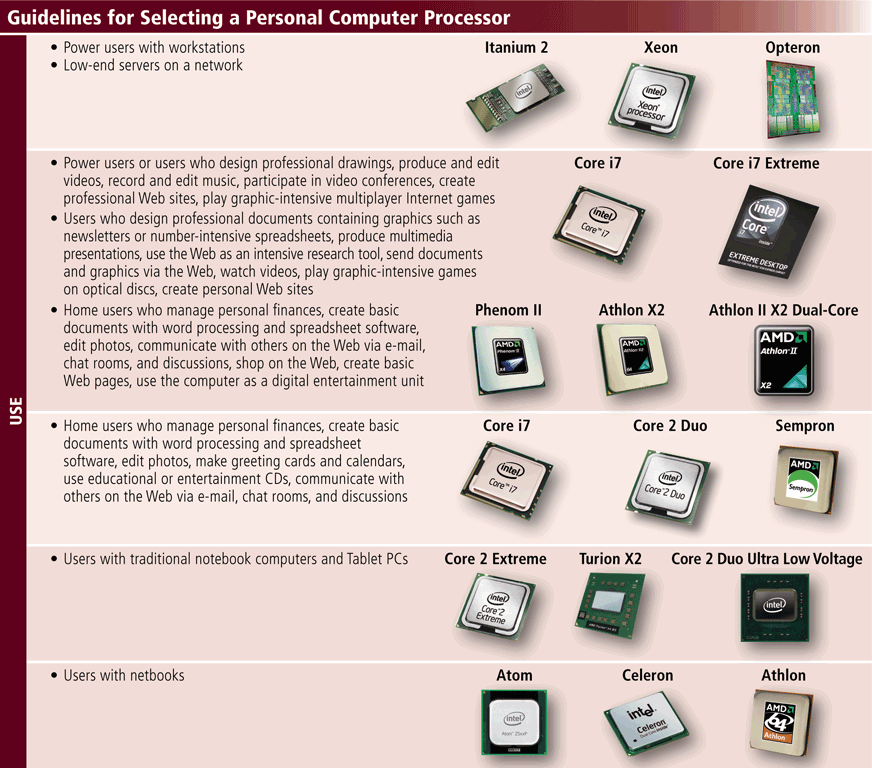 Guidelines for Selecting a Personal Computer Processor
USE
• Power users with workstations
• Low-end servers on a network
Itanium 2
Xeon
Opteron
intel
intel
Xeon®
processor
• Power users or users who design professional drawings, produce and edit
videos, record and edit music, participate in video conferences, create
professional Web sites, play graphic-intensive multiplayer Internet games
• Users who design professional documents containing graphics such as
newsletters or number-intensive spreadsheets, produce multimedia
presentations, use the Web as an intensive research tool, send documents
and graphics via the Web, watch videos, play graphic-intensive games
on optical discs, create personal Web sites
Core i7
Core i7 Extreme
intel
Core™ i7
intel
Core™
i7 inside™
EXTREME DESKTOP
• Home users who manage personal finances, create basic
documents with word processing and spreadsheet software,
edit photos, communicate with others on the Web via e-mail,
chat rooms, and discussions, shop on the Web, create basic
Web pages, use the computer as a digital entertainment unit
Phenom II
Athlon X2
Athlon II X2 Dual-Core
AMD
Phenom II
X4
AMD
Athlon X2
AMD
Athlon II
X2
• Home users who manage personal finances, create basic
documents with word processing and spreadsheet
software, edit photos, make greeting cards and calendars,
use educational or entertainment CDs, communicate with
others on the Web via e-mail, chat rooms, and discussions
Core i7
Core 2 Duo
Sempron
intel
Core™ i7
intel
Core™2 Duo
AMD
Sempron
• Users with traditional notebook computers and Tablet PCs
Core 2 Extreme
Turion X2
Core 2 Duo Ultra Low Voltage
intel
Core™2
Extreme
intel
• Users with netbooks
Atom
Celeron
Athlon
intel
intel
Celeron
AMD
64
Athlon